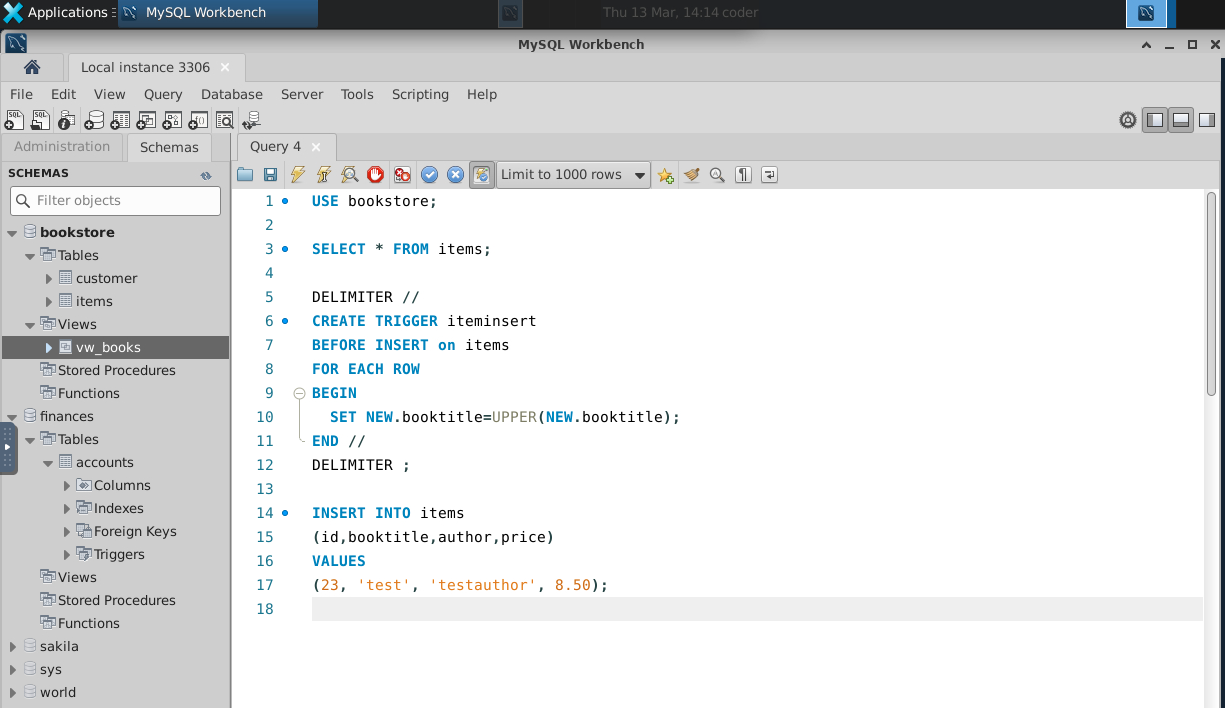 Applications MySQL Workbench Thu 13 Mar, 14:14 coder
MySQL Workbench
Local instance 3306
File Edit View Query Database Server Tools Scripting Help
Administration Schemas Query 4
SCHEMAS
Limit to 1000 rows
Filter objects
bookstore
Tables
customer
items
Views
vw_books
Stored Procedures
Functions
finances
Tables
accounts
Columns
Indexes
Foreign Keys
Triggers
Views
Stored Procedures
Functions
sakila
sys
world
1 USE bookstore;
2
3 SELECT * FROM items;
4
5 DELIMITER //
6 CREATE TRIGGER iteminsert
7 BEFORE INSERT on items
8 FOR EACH ROW
9 BEGIN
10 SET NEW.booktitle=UPPER(NEW.booktitle);
11 END //
12 DELIMITER ;
13
14 INSERT INTO items
15 (id,booktitle,author,price)
16 VALUES
17 (23, 'test', 'testauthor', 8.50);
18